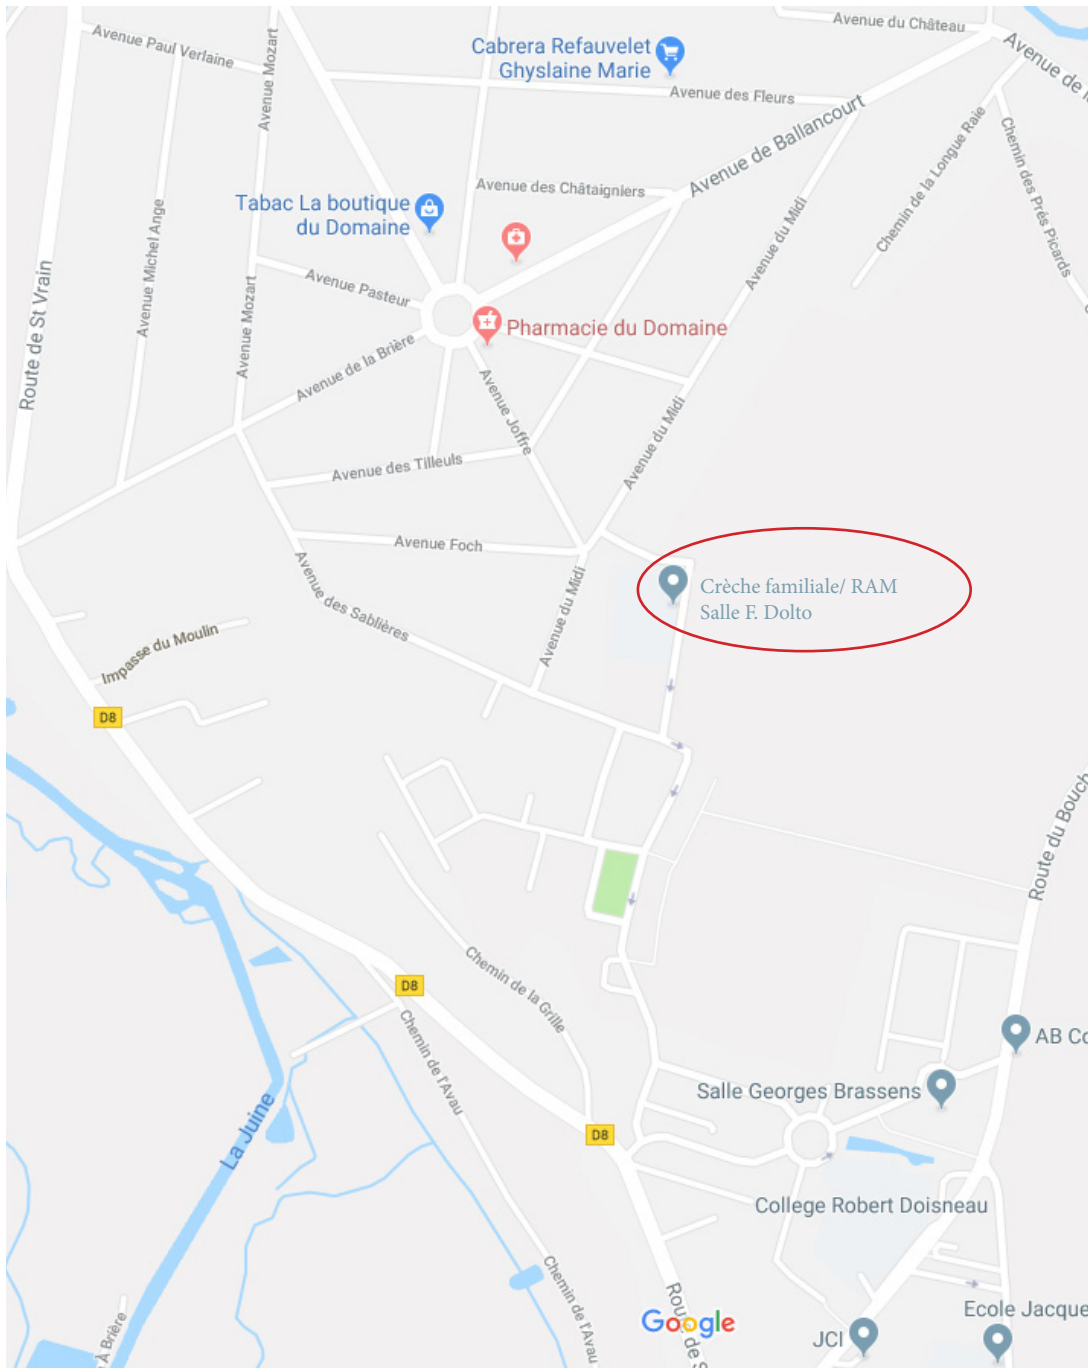 Avenue du Château
Avenue Paul Verlaine
Avenue Mozart
Cabrera Refauvelet
Ghyslaine Marie
Avenue de
Avenue des Fleurs
Avenue de Ballancourt
Chemin de la Longue Raie
Chemin des Prés Picards
Avenue des Châtaigniers
Tabac La boutique
du Domaine
Avenue Michel Ange
Avenue du Midi
Route de St Vrain
Avenue Pasteur
Avenue Mozart
Pharmacie du Domaine
Avenue de la Brière
Avenue Joffre
Avenue du Midi
Avenue des Tilleuls
Avenue Foch
Avenue des Sablières
Avenue du Midi
Crèche familiale/ RAM
Salle F. Dolto
Impasse du Moulin
D8
Route du Bouch
Chemin de la Grille
D8
Chemin de l'Avau
AB Co
Salle Georges Brassens
La Juine
D8
College Robert Doisneau
Chemin de l'Avau
Route de S
Google
Ecole Jacque
JCI
À Brière